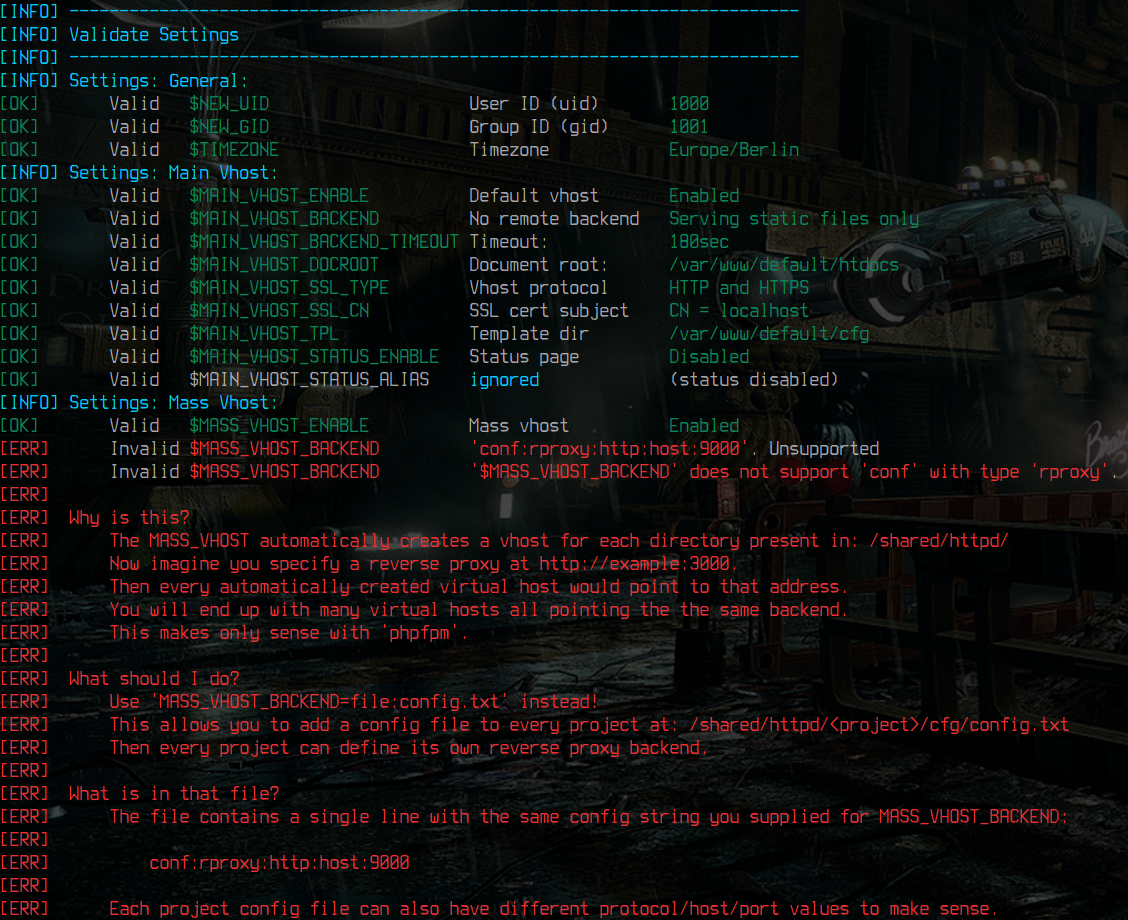 [INFO] -------------------------------------------------------------------------
[INFO] Validate Settings
[INFO] -------------------------------------------------------------------------
[INFO] Settings: General:
[OK] Valid $NEW_UID User ID (uid) 1000
[OK] Valid $NEW_GID Group ID (gid) 1001
[OK] Valid $TIMEZONE Timezone Europe/Berlin
[INFO] Settings: Main Vhost:
[OK] Valid $MAIN_VHOST_ENABLE Default vhost Enabled
[OK] Valid $MAIN_VHOST_BACKEND No remote backend Serving static files only
[OK] Valid $MAIN_VHOST_BACKEND_TIMEOUT Timeout: 180sec
[OK] Valid $MAIN_VHOST_DOCROOT Document root: /var/www/default/htdocs
[OK] Valid $MAIN_VHOST_SSL_TYPE Vhost protocol HTTP and HTTPS
[OK] Valid $MAIN_VHOST_SSL_CN SSL cert subject CN = localhost
[OK] Valid $MAIN_VHOST_TPL Template dir /var/www/default/cfg
[OK] Valid $MAIN_VHOST_STATUS_ENABLE Status page Disabled
[OK] Valid $MAIN_VHOST_STATUS_ALIAS ignored (status disabled)
[INFO] Settings: Mass Vhost:
[OK] Valid $MASS_VHOST_ENABLE Mass vhost Enabled
[ERR] Invalid $MASS_VHOST_BACKEND 'conf:rproxy:http:host:9000'. Unsupported
[ERR] Invalid $MASS_VHOST_BACKEND '$MASS_VHOST_BACKEND' does not support 'conf' with type 'rproxy'.
[ERR]
[ERR] Why is this?
[ERR] The MASS_VHOST automatically creates a vhost for each directory present in: /shared/httpd/
[ERR] Now imagine you specify a reverse proxy at http://example:3000.
[ERR] Then every automatically created virtual host would point to that address.
[ERR] You will end up with many virtual hosts all pointing the the same backend.
[ERR] This makes only sense with 'phpfpm'.
[ERR]
[ERR] What should I do?
[ERR] Use 'MASS_VHOST_BACKEND=file:config.txt' instead!
[ERR] This allows you to add a config file to every project at: /shared/httpd/<project>/cfg/config.txt
[ERR] Then every project can define its own reverse proxy backend.
[ERR]
[ERR] What is in that file?
[ERR] The file contains a single line with the same config string you supplied for MASS_VHOST_BACKEND:
[ERR]
[ERR] conf:rproxy:http:host:9000
[ERR]
[ERR] Each project config file can also have different protocol/host/port values to make sense.
POLICE
44